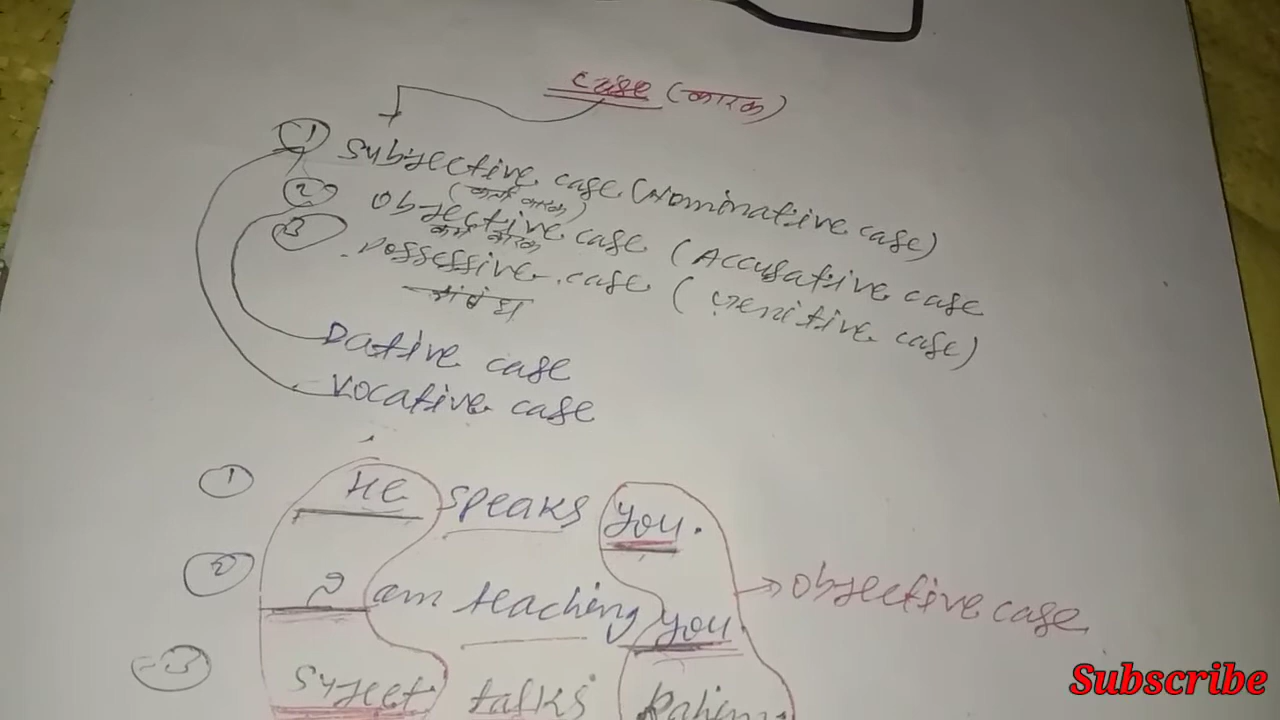 case (कारक)
① Subjective case (Nominative case)
(कर्ता कारक)
② Objective case (Accusative case
कर्म कारक
③ Possessive case (Genitive case)
संबंध
Dative case
Vocative case
① He speaks you.
② I am teaching you.
→ Objective case
③ Sujeet talks Rahim
Subscribe